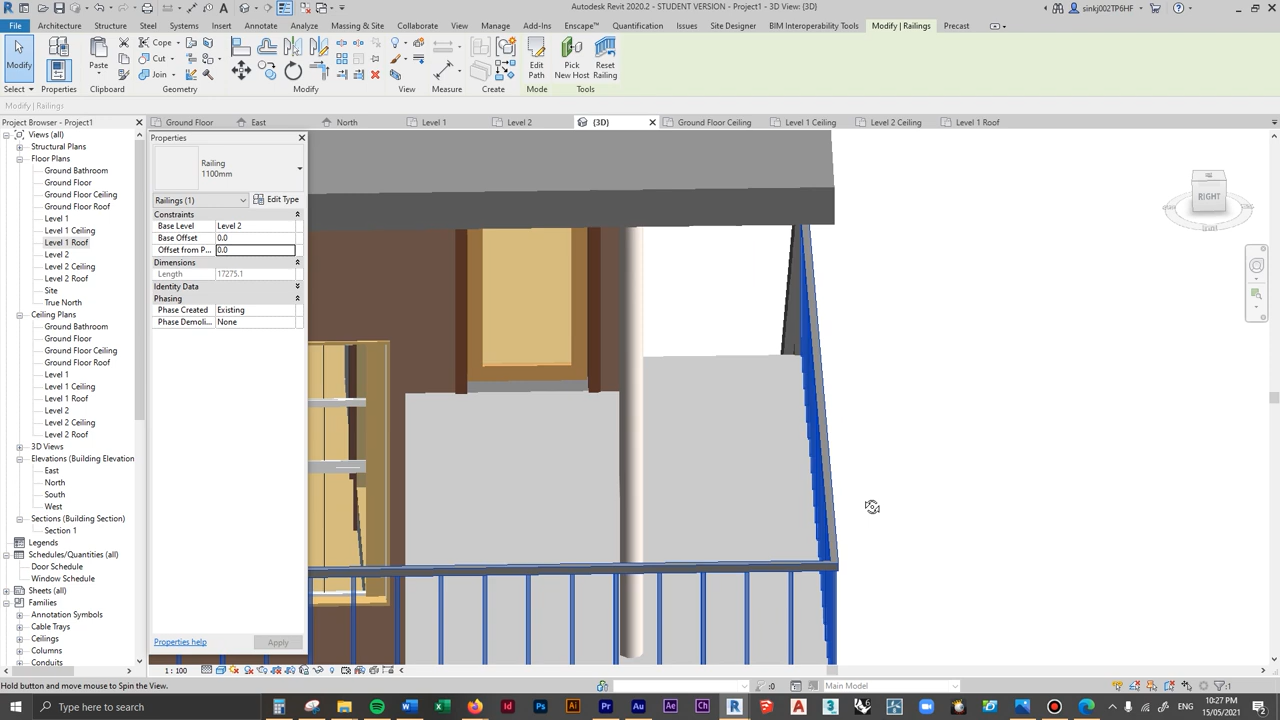 Autodesk Revit 2020.2 - STUDENT VERSION - Project1 - 3D View: {3D}
sinkj002TP6HF
File Architecture Structure Steel Systems Insert Annotate Analyze Massing & Site Collaborate View Manage Add-Ins Enscape™ Quantification Issues Site Designer BIM Interoperability Tools Modify | Railings Precast
Modify Properties Paste Cope Cut Join Edit Path Pick New Host Reset Railing
Select Properties Clipboard Geometry Modify View Measure Create Mode Tools
Modify | Railings
Project Browser - Project1
Ground Floor East North Level 1 Level 2 {3D} Ground Floor Ceiling Level 1 Ceiling Level 2 Ceiling Level 1 Roof
Views (all)
Structural Plans
Floor Plans
Ground Bathroom
Ground Floor
Ground Floor Ceiling
Ground Floor Roof
Level 1
Level 1 Ceiling
Level 1 Roof
Level 2
Level 2 Ceiling
Level 2 Roof
Site
True North
Ceiling Plans
Ground Bathroom
Ground Floor
Ground Floor Ceiling
Ground Floor Roof
Level 1
Level 1 Ceiling
Level 1 Roof
Level 2
Level 2 Ceiling
Level 2 Roof
3D Views
Elevations (Building Elevation
East
North
South
West
Sections (Building Section)
Section 1
Legends
Schedules/Quantities (all)
Door Schedule
Window Schedule
Sheets (all)
Families
Annotation Symbols
Cable Trays
Ceilings
Columns
Conduits
Properties
Railing
1100mm
Railings (1) Edit Type
Constraints
Base Level Level 2
Base Offset 0.0
Offset from P... 0.0
Dimensions
Length 17275.1
Identity Data
Phasing
Phase Created Existing
Phase Demoli... None
Properties help Apply
RIGHT
1 : 100
Hold button and move mouse to Spin the View.
:0 Main Model :1
Type here to search
ENG 10:27 PM
15/05/2021